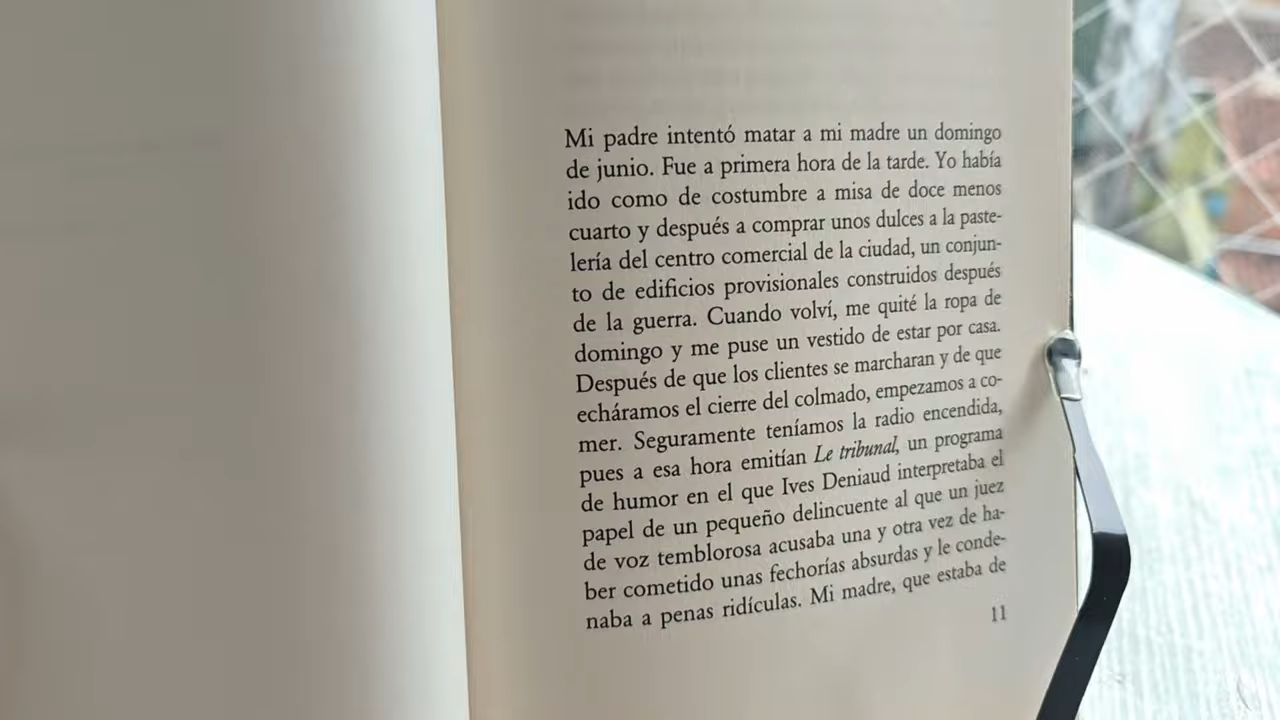 Mi padre intentó matar a mi madre un domingo
de junio. Fue a primera hora de la tarde. Yo había
ido como de costumbre a misa de doce menos
cuarto y después a comprar unos dulces a la paste-
lería del centro comercial de la ciudad, un conjun-
to de edificios provisionales construidos después
de la guerra. Cuando volví, me quité la ropa de
domingo y me puse un vestido de estar por casa.
Después de que los clientes se marcharan y de que
echáramos el cierre del colmado, empezamos a co-
mer. Seguramente teníamos la radio encendida,
pues a esa hora emitían Le tribunal, un programa
de humor en el que Ives Deniaud interpretaba el
papel de un pequeño delincuente al que un juez
de voz temblorosa acusaba una y otra vez de ha-
ber cometido unas fechorías absurdas y le conde-
naba a penas ridículas. Mi madre, que estaba de
11